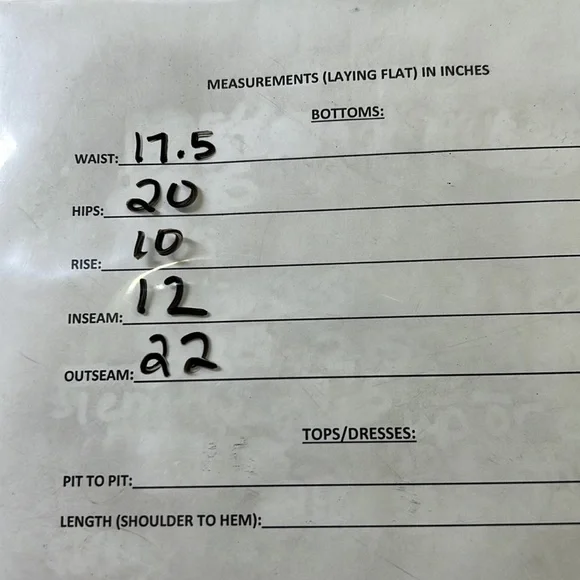 MEASUREMENTS (LAYING FLAT) IN INCHES
BOTTOMS:
WAIST: 17.5
HIPS: 20
RISE: 10
INSEAM: 12
OUTSEAM: 22
TOPS/DRESSES:
PIT TO PIT:
LENGTH (SHOULDER TO HEM):